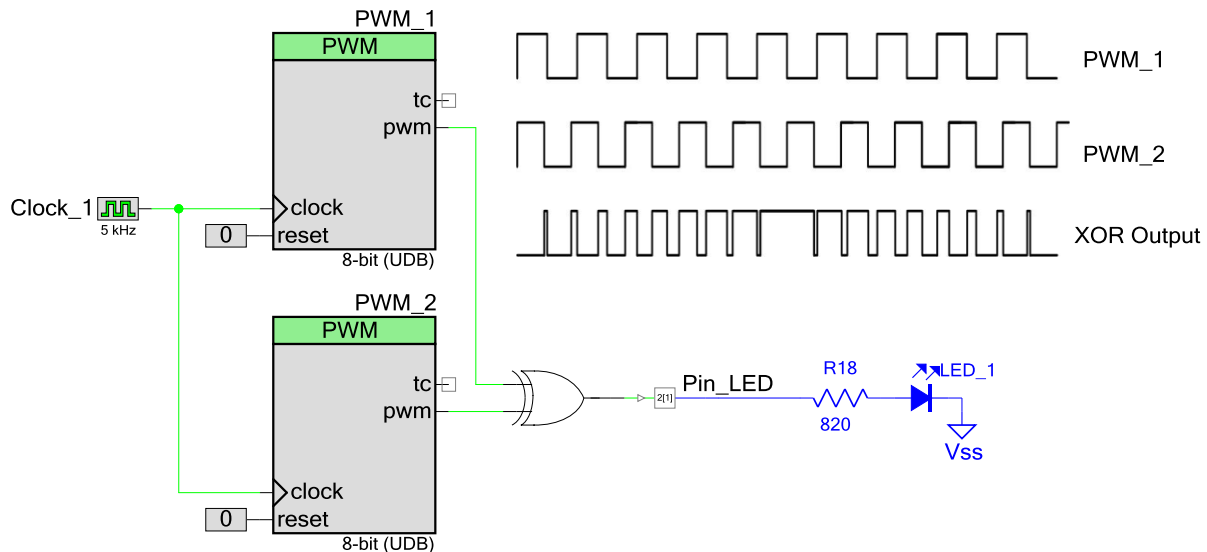 PWM_1
PWM
tc
pwm
Clock_1
5 kHz
clock
0
reset
8-bit (UDB)
PWM_2
PWM
tc
pwm
clock
0
reset
8-bit (UDB)
PWM_1
PWM_2
XOR Output
2[1]
Pin_LED
R18
820
LED_1
Vss